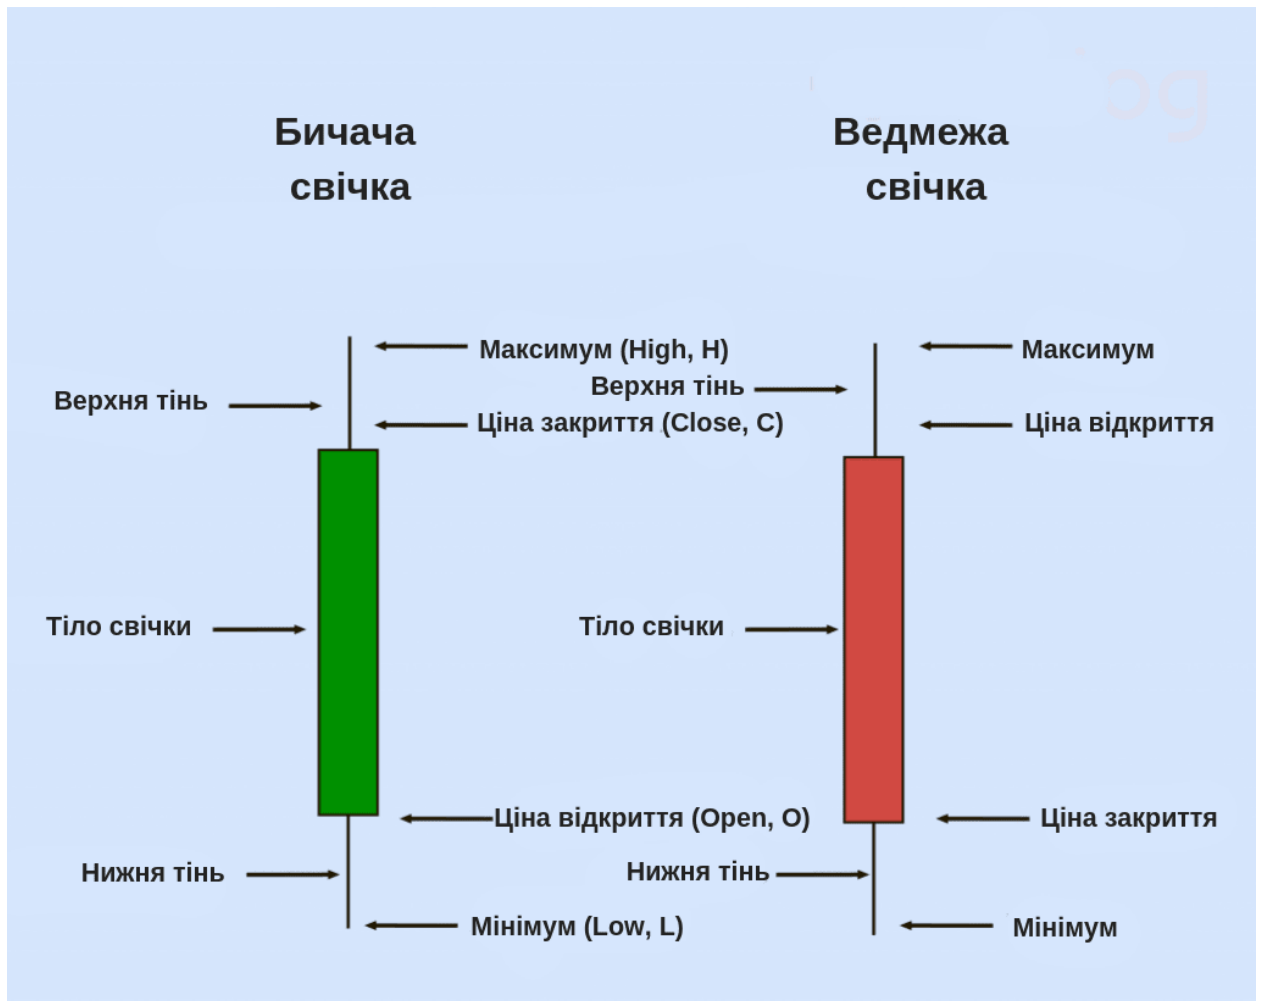 Бичача
свічка
Ведмежа
свічка
Максимум (High, H)
Максимум
Верхня тінь
Верхня тінь
Ціна закриття (Close, C)
Ціна відкриття
Тіло свічки
Тіло свічки
Ціна відкриття (Open, O)
Ціна закриття
Нижня тінь
Нижня тінь
Мінімум (Low, L)
Мінімум